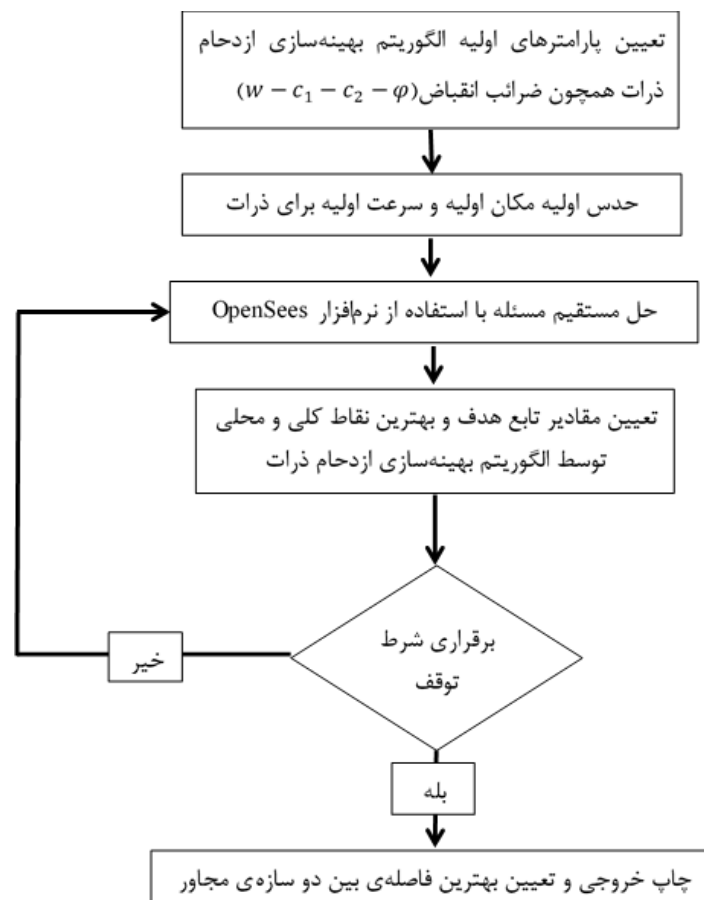 تعیین پارامترهای اولیه الگوریتم بهینه‌سازی ازدحام
ذرات همچون ضرائب انقباض(w − c₁ − c₂ − φ)
حدس اولیه مکان اولیه و سرعت اولیه برای ذرات
حل مستقیم مسئله با استفاده از نرم‌افزار OpenSees
تعیین مقادیر تابع هدف و بهترین نقاط کلی و محلی
توسط الگوریتم بهینه‌سازی ازدحام ذرات
برقراری شرط
توقف
خیر
بله
چاپ خروجی و تعیین بهترین فاصله‌ی بین دو سازه‌ی مجاور